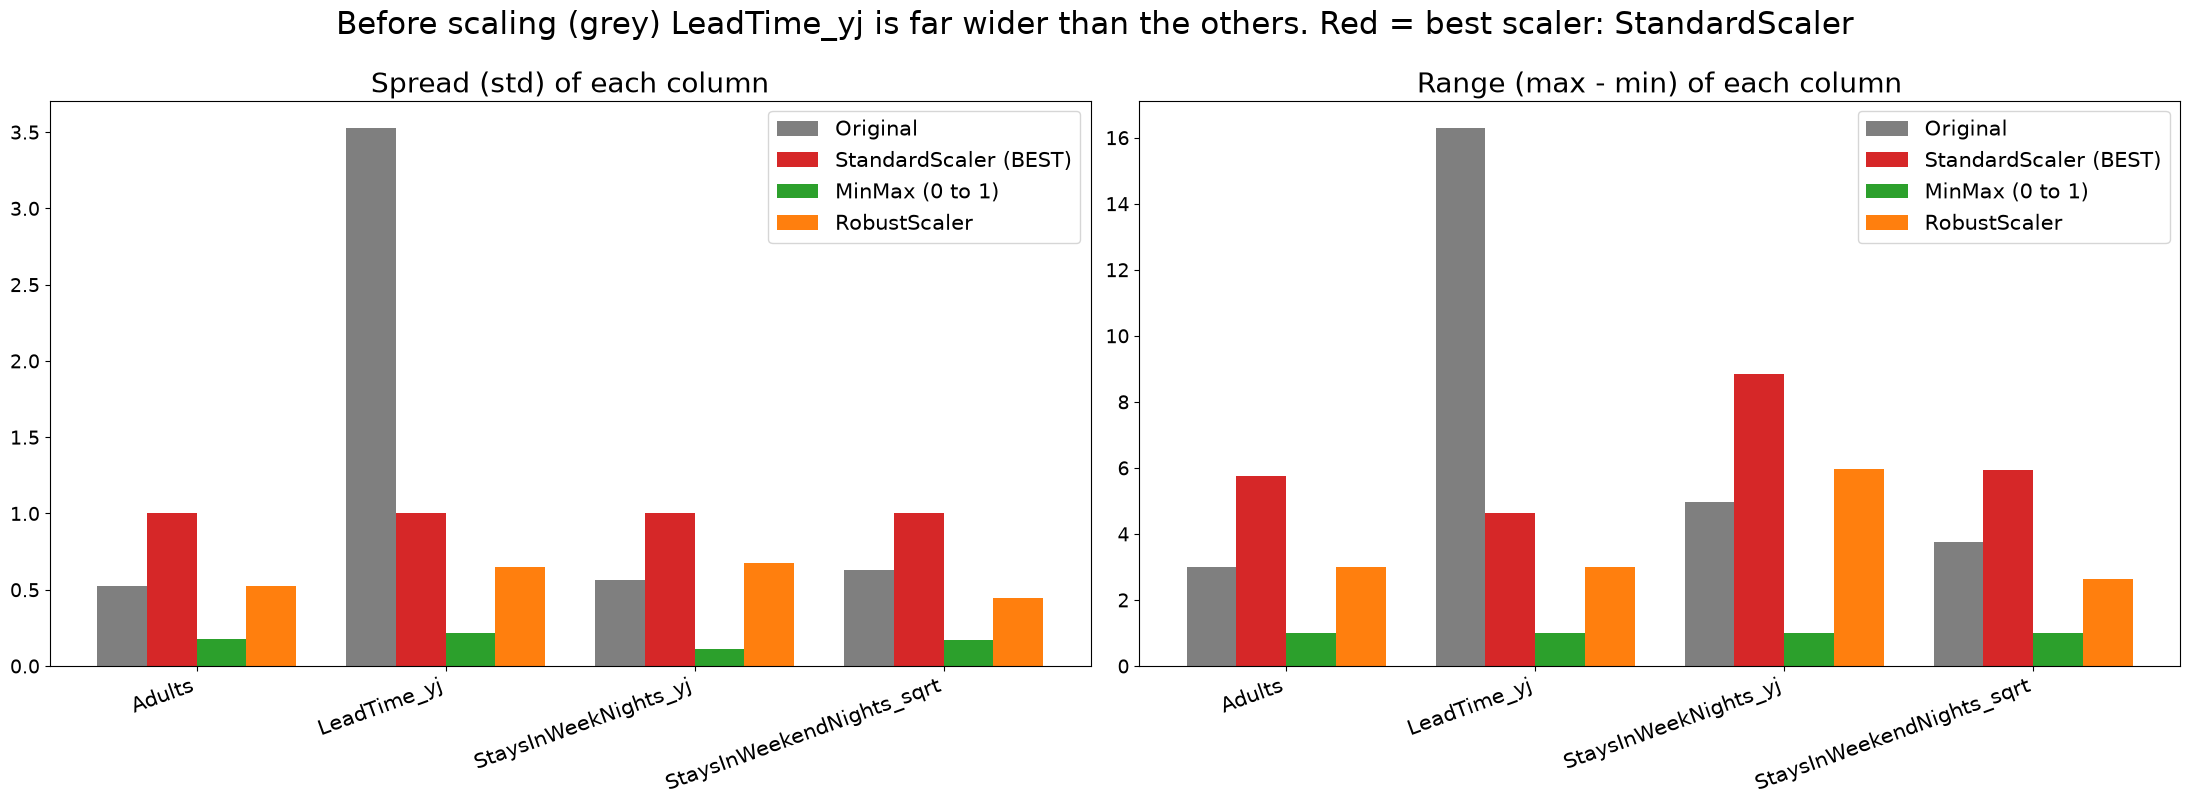 Before scaling (grey) LeadTime_yj is far wider than the others. Red = best scaler: StandardScaler
Spread (std) of each column
3.5
3.0
2.5
2.0
1.5
1.0
0.5
0.0
Original
StandardScaler (BEST)
MinMax (0 to 1)
RobustScaler
Adults
LeadTime_yj
StaysInWeekNights_yj
StaysInWeekendNights_sqrt
Range (max - min) of each column
16
14
12
10
8
6
4
2
0
Original
StandardScaler (BEST)
MinMax (0 to 1)
RobustScaler
Adults
LeadTime_yj
StaysInWeekNights_yj
StaysInWeekendNights_sqrt